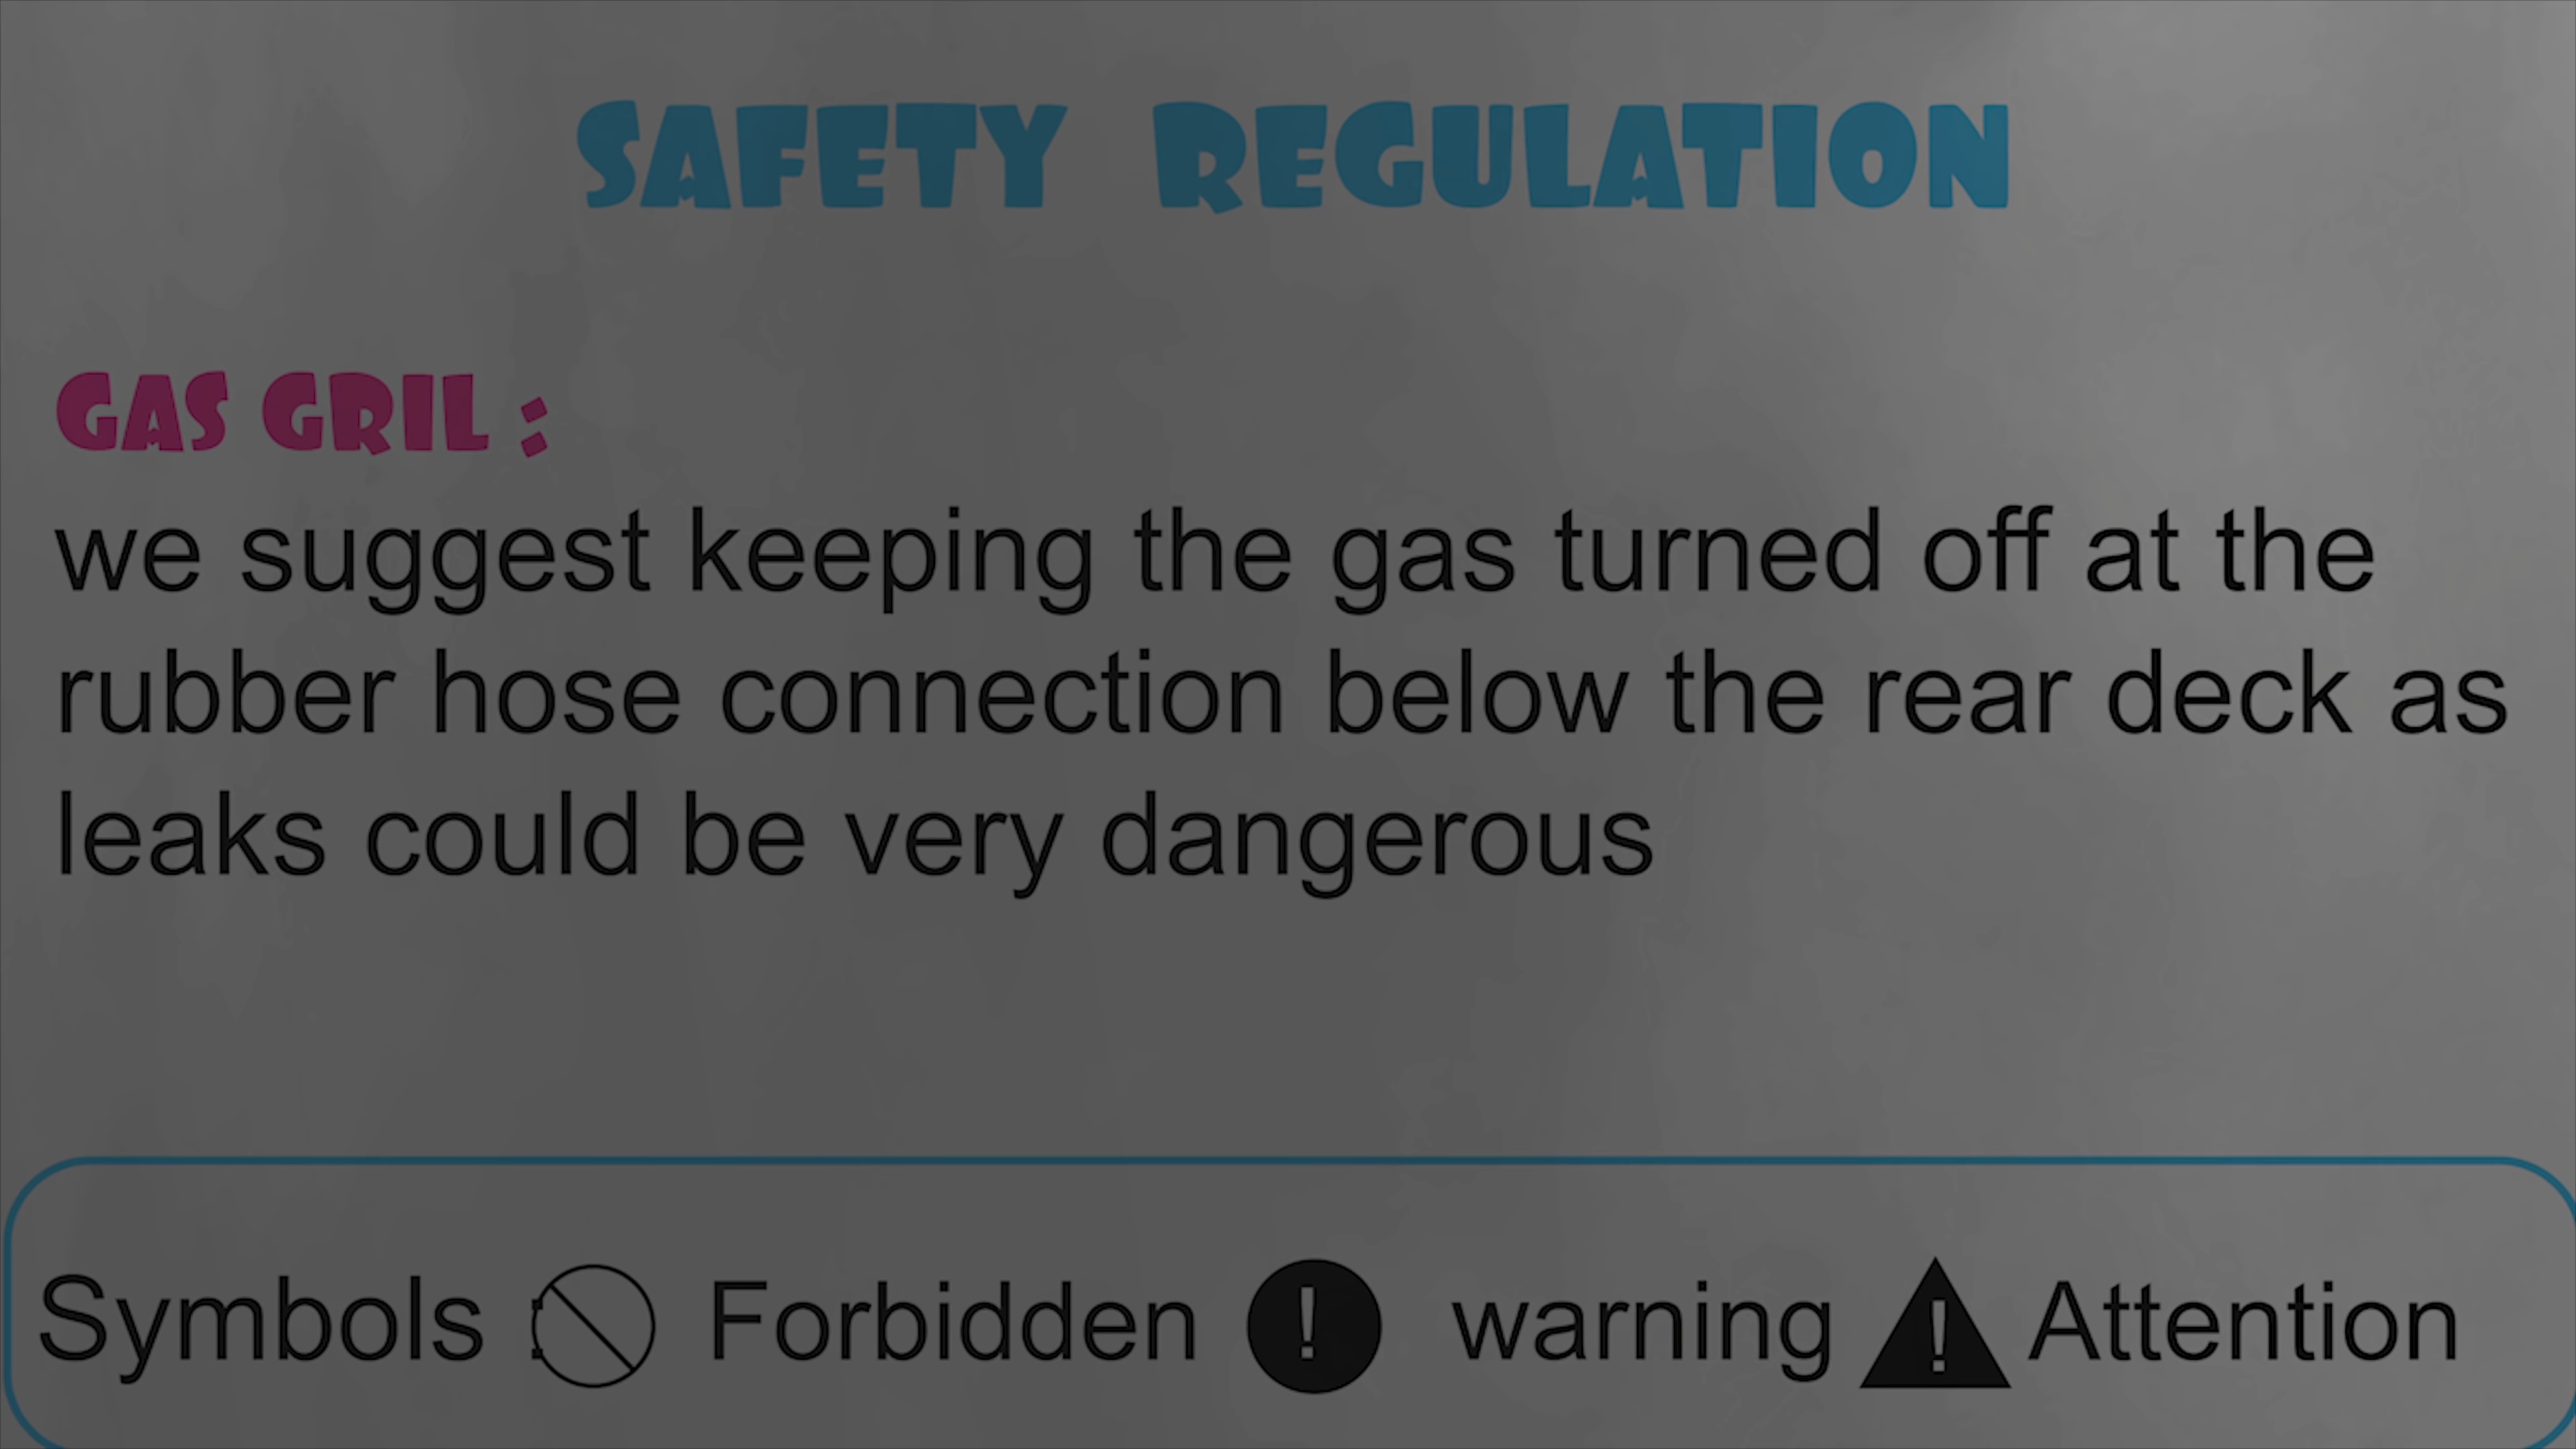 SAFETY REGULATION
GAS GRIL :
we suggest keeping the gas turned off at the
rubber hose connection below the rear deck as
leaks could be very dangerous
Symbols Forbidden ! warning ! Attention